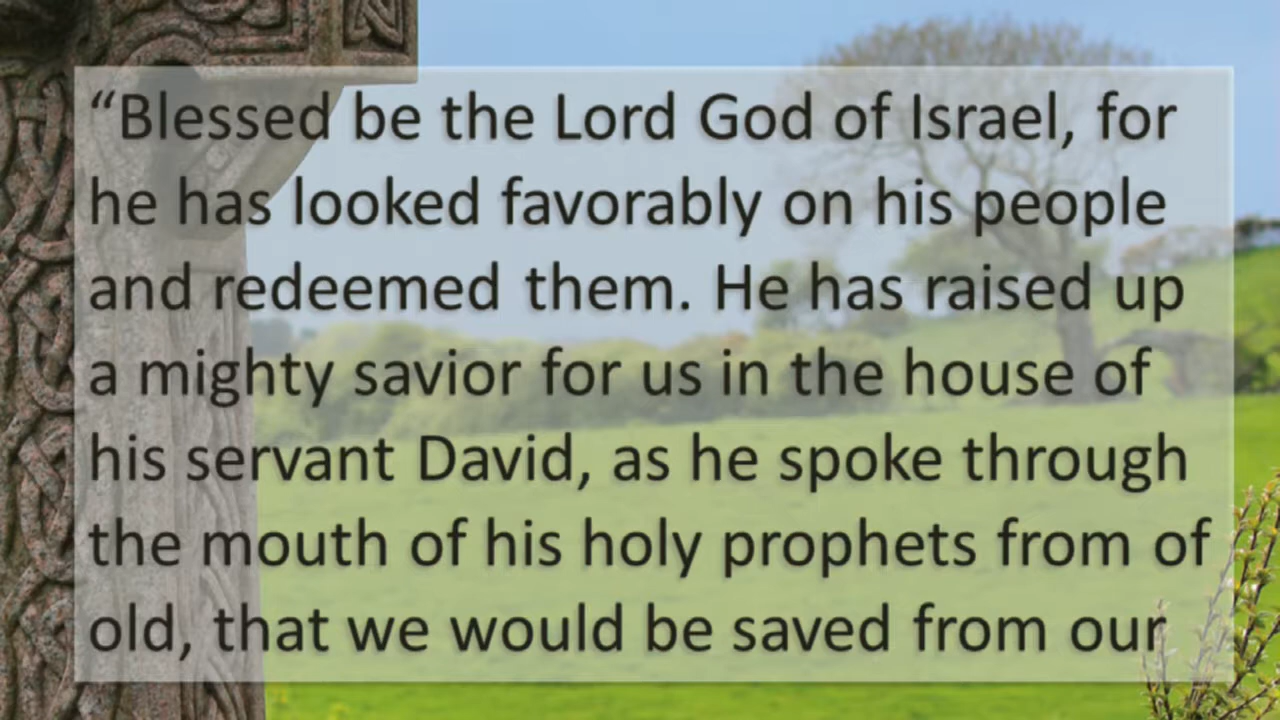 “Blessed be the Lord God of Israel, for
he has looked favorably on his people
and redeemed them. He has raised up
a mighty savior for us in the house of
his servant David, as he spoke through
the mouth of his holy prophets from of
old, that we would be saved from our